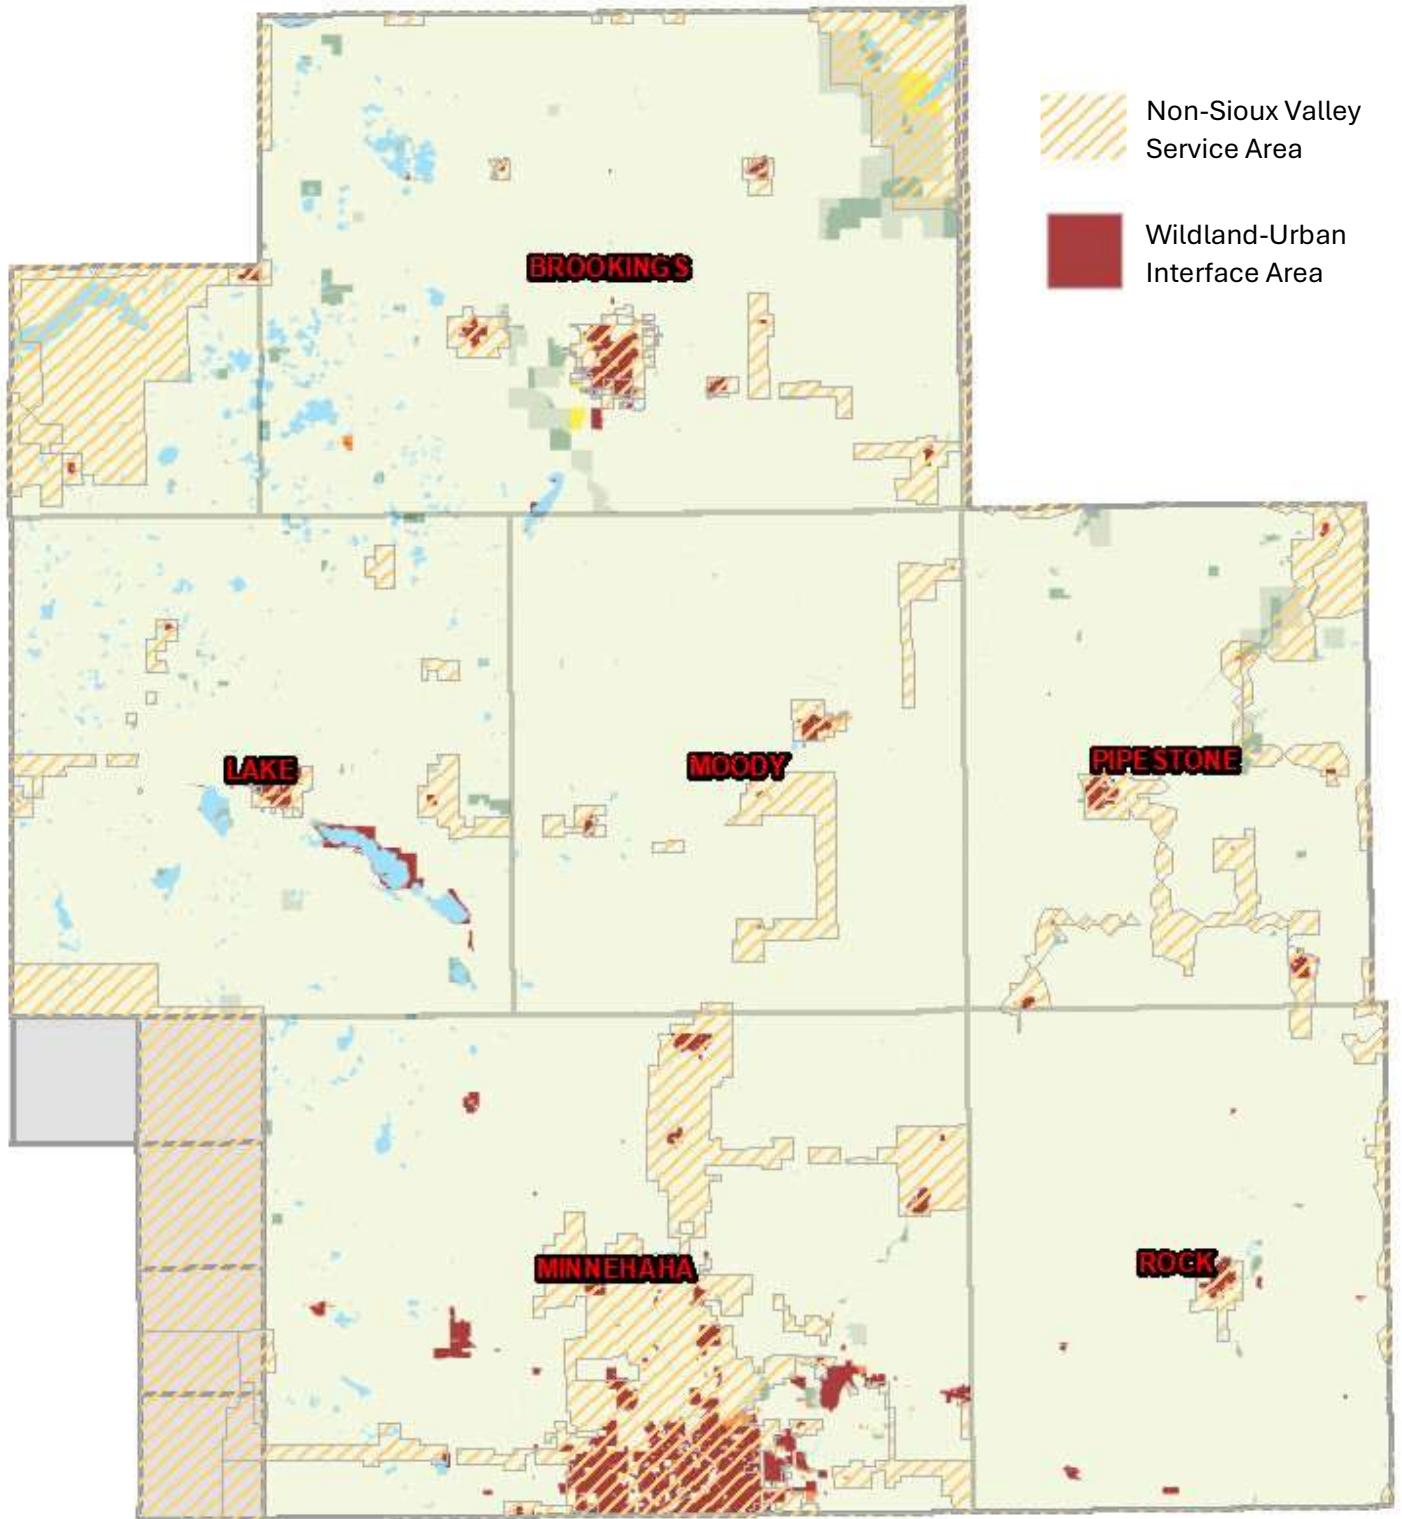 Non-Sioux Valley
Service Area
Wildland-Urban
Interface Area
BROOKINGS
LAKE
MOODY
PIPESTONE
MINNEHAHA
ROCK